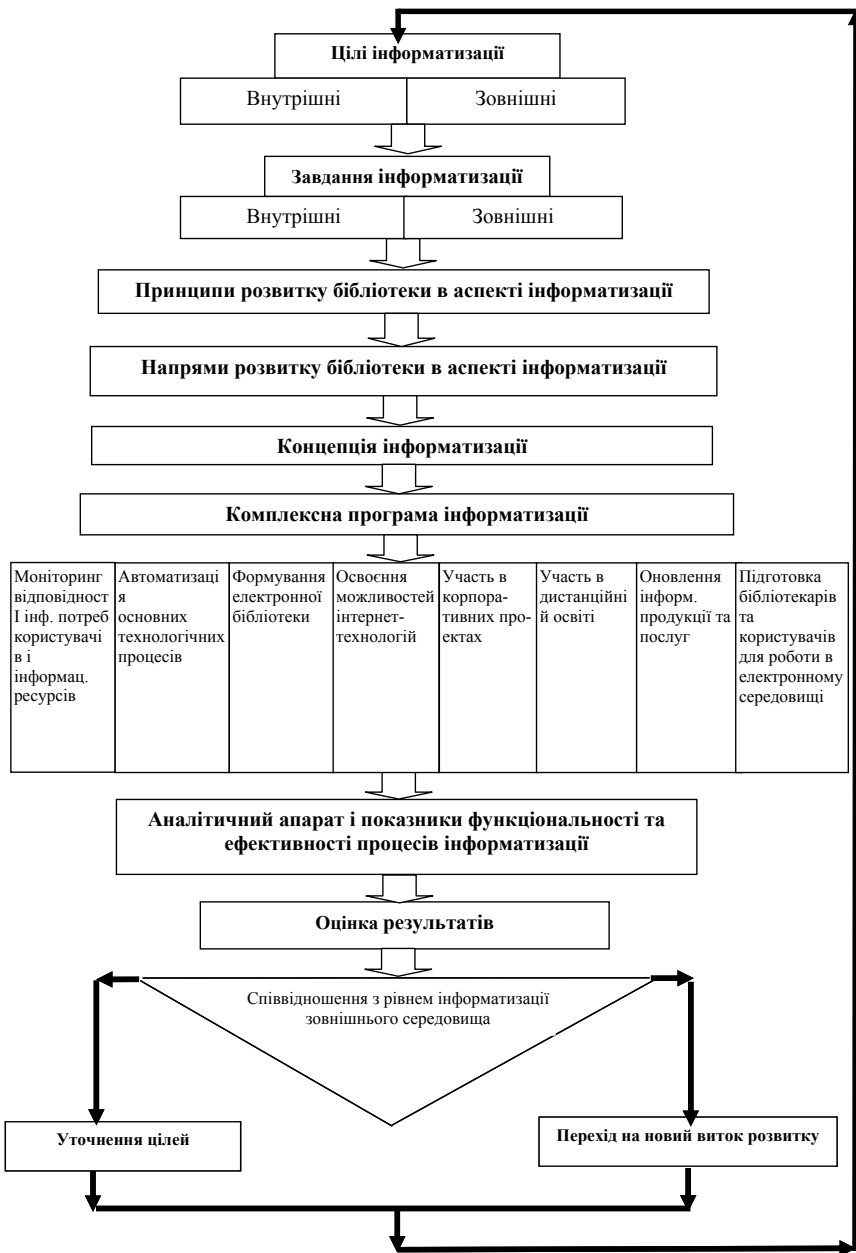 Цілі інформатизації
Внутрішні
Зовнішні
Завдання інформатизації
Внутрішні
Зовнішні
Принципи розвитку бібліотеки в аспекті інформатизації
Напрями розвитку бібліотеки в аспекті інформатизації
Концепція інформатизації
Комплексна програма інформатизації
Моніторинг
відповідност
І інф. потреб
користувачі
в і
інформац.
ресурсів
Автоматизаці
я
основних
технологічних
процесів
Формування
електронної
бібліотеки
Освоєння
можливостей
інтернет-
технологій
Участь в
корпора-
тивних про-
ектах
Участь в
дистанційні
й освіті
Оновлення
інформ.
продукції та
послуг
Підготовка
бібліотекарів
та
користувачів
для роботи в
електронному
середовищі
Аналітичний апарат і показники функціональності та
ефективності процесів інформатизації
Оцінка результатів
Співвідношення з рівнем інформатизації
зовнішнього середовища
Уточнення цілей
Перехід на новий виток розвитку